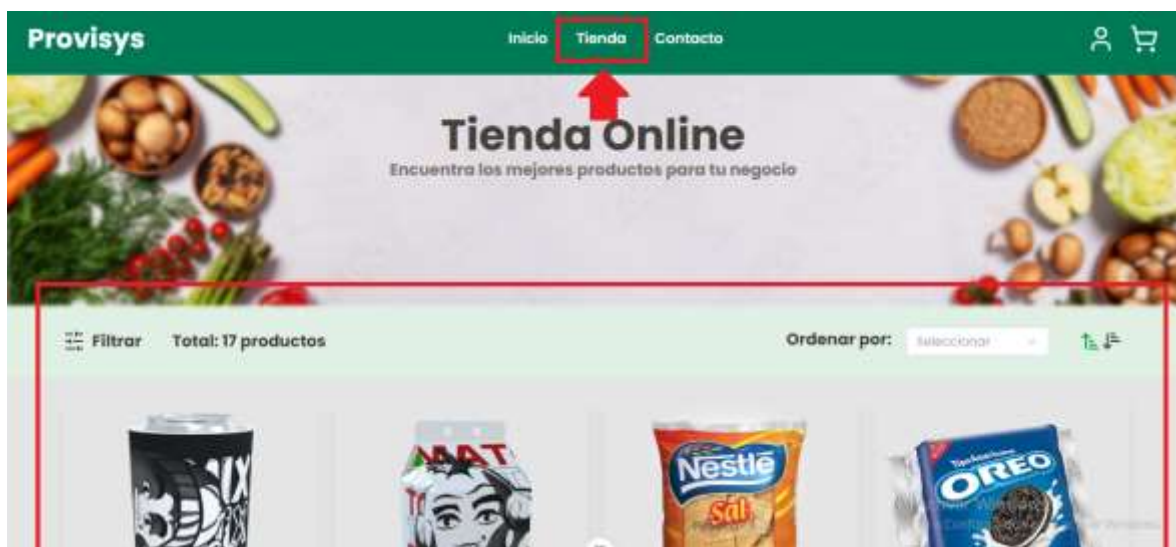 Provisys
Inicio Tienda Contacto
Tienda Online
Encuentra los mejores productos para tu negocio
Filtrar Total: 17 productos
Ordenar por: Seleccionar
MAT
Nestlé
Sál
OREO